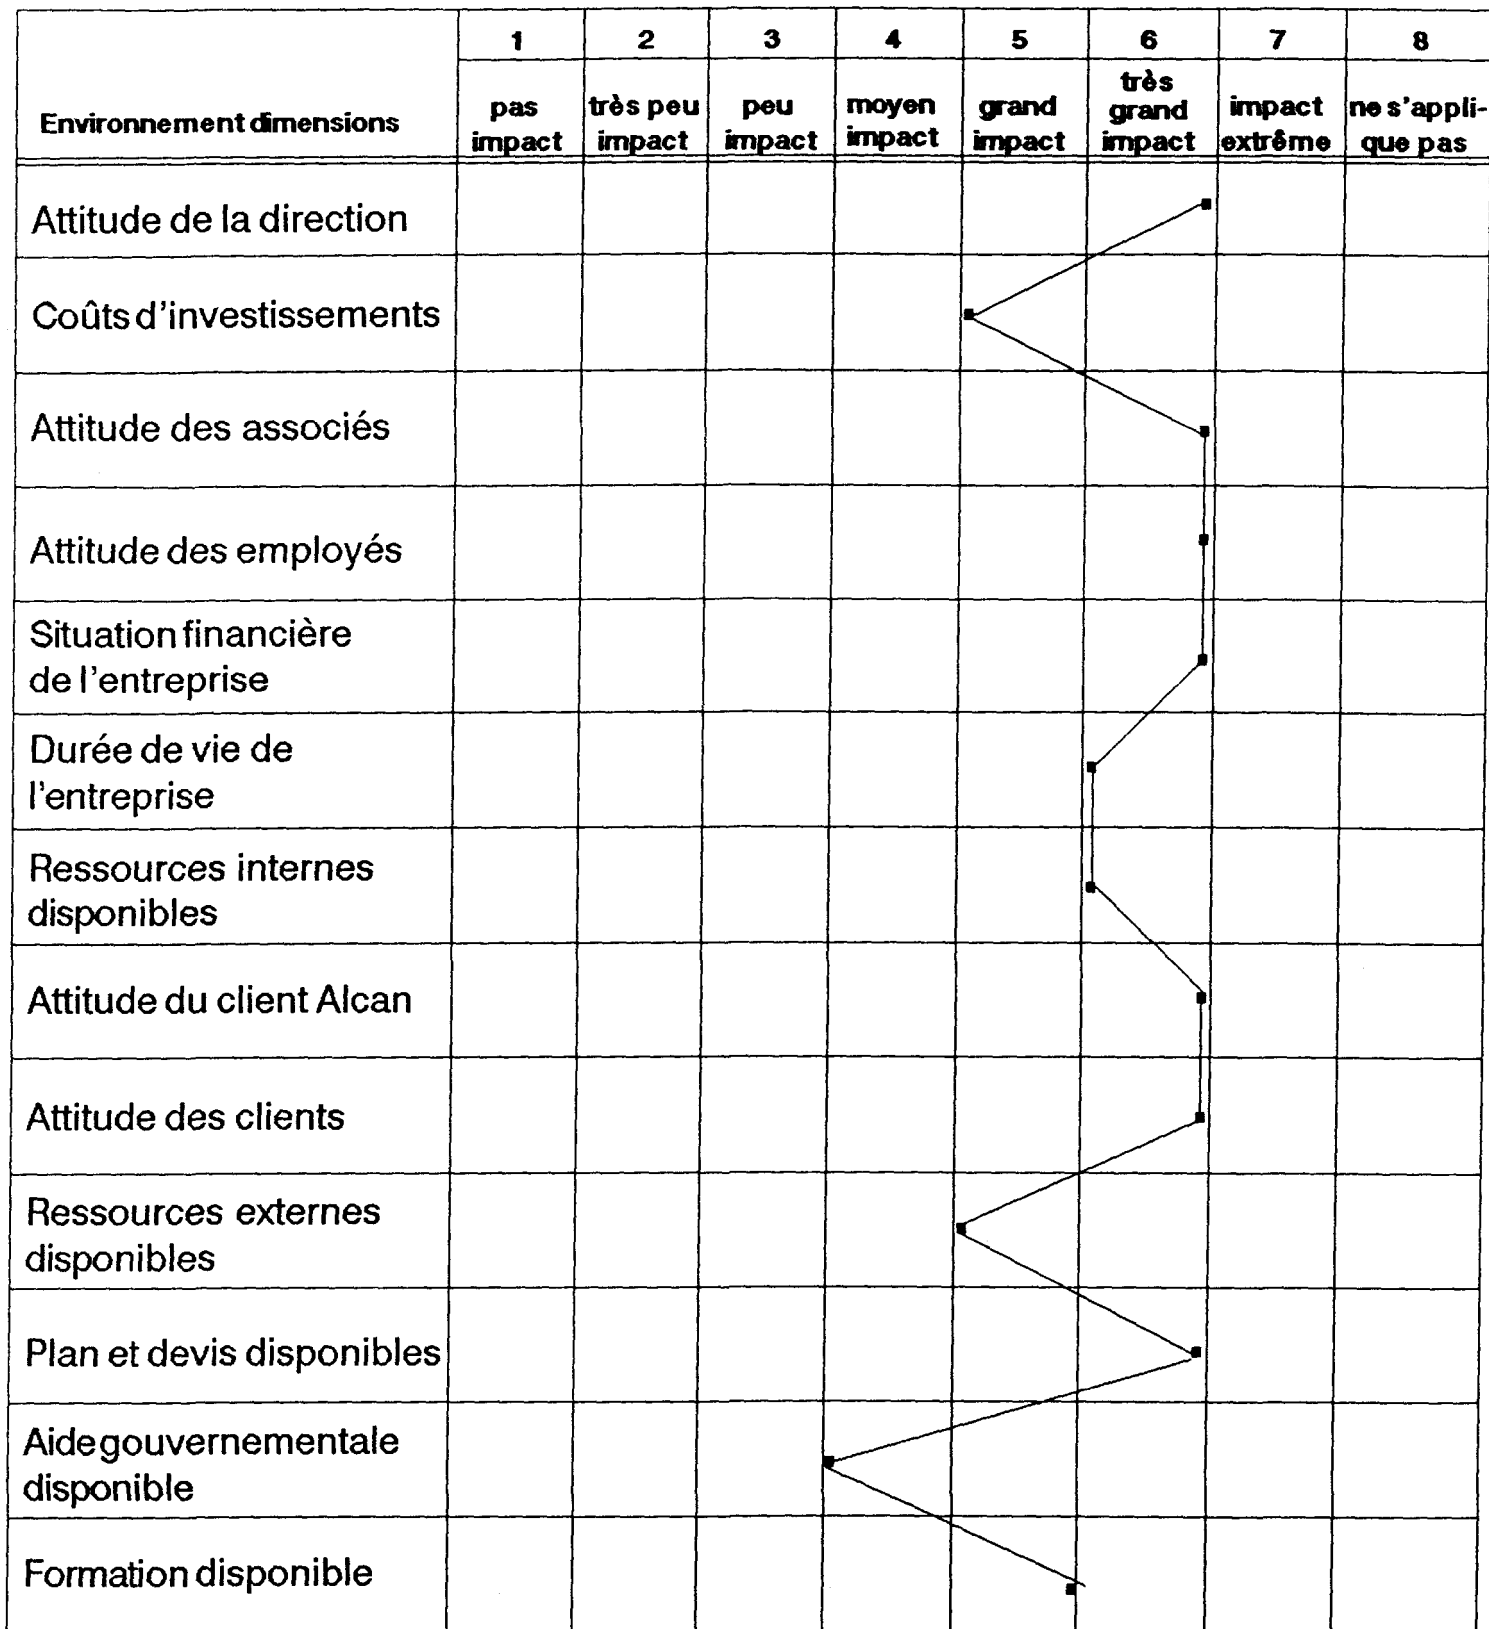 1 2 3 4 5 6 7 8
Environnement dimensions
pas
impact
très peu
impact
peu
impact
moyen
impact
grand
impact
très
grand
impact
impact
extrême
ne s'appli-
que pas
Attitude de la direction
Coûts d'investissements
Attitude des associés
Attitude des employés
Situation financière
de l'entreprise
Durée de vie de
l'entreprise
Ressources internes
disponibles
Attitude du client Alcan
Attitude des clients
Ressources externes
disponibles
Plan et devis disponibles
Aide gouvernementale
disponible
Formation disponible